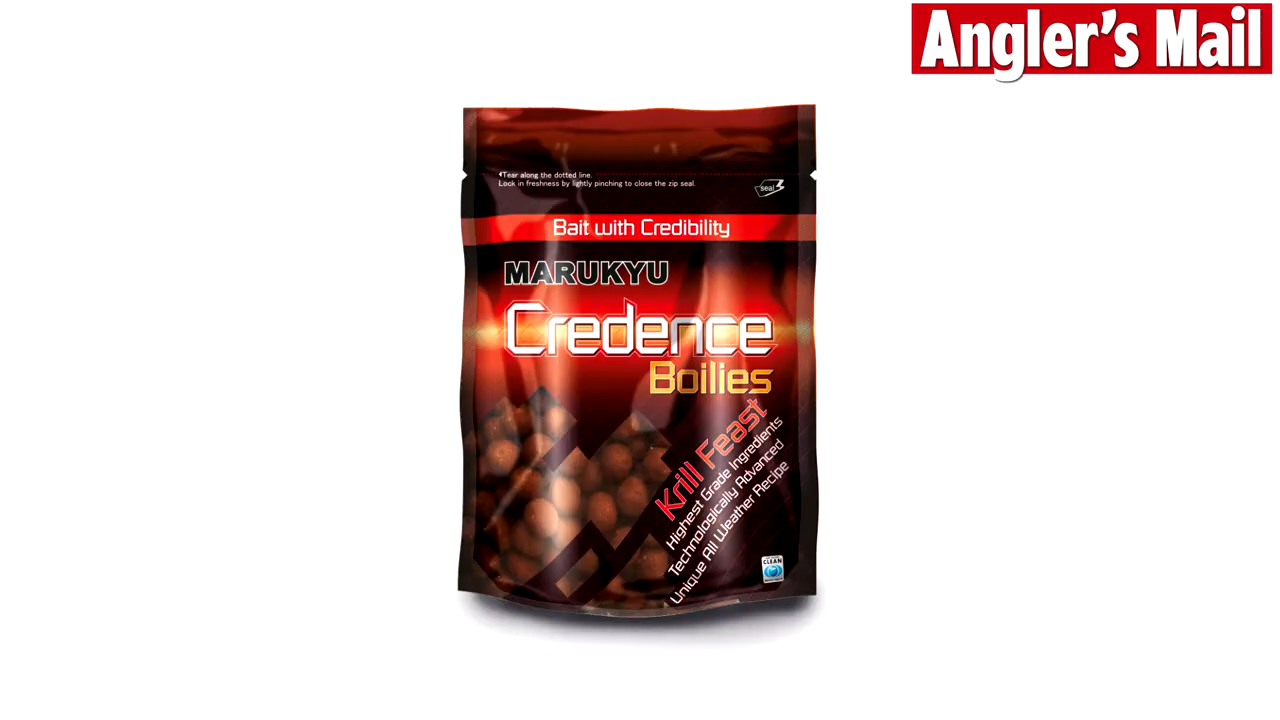 Angler's Mail
Tear along the dotted line.
Lock in freshness by lightly pinching to close the zip seal.
seal
Bait with Credibility
MARUKYU
Credence
Boilies
Krill Feast
Highest Grade Ingredients
Technologically Advanced
Unique All Weather Recipe
CLEAN